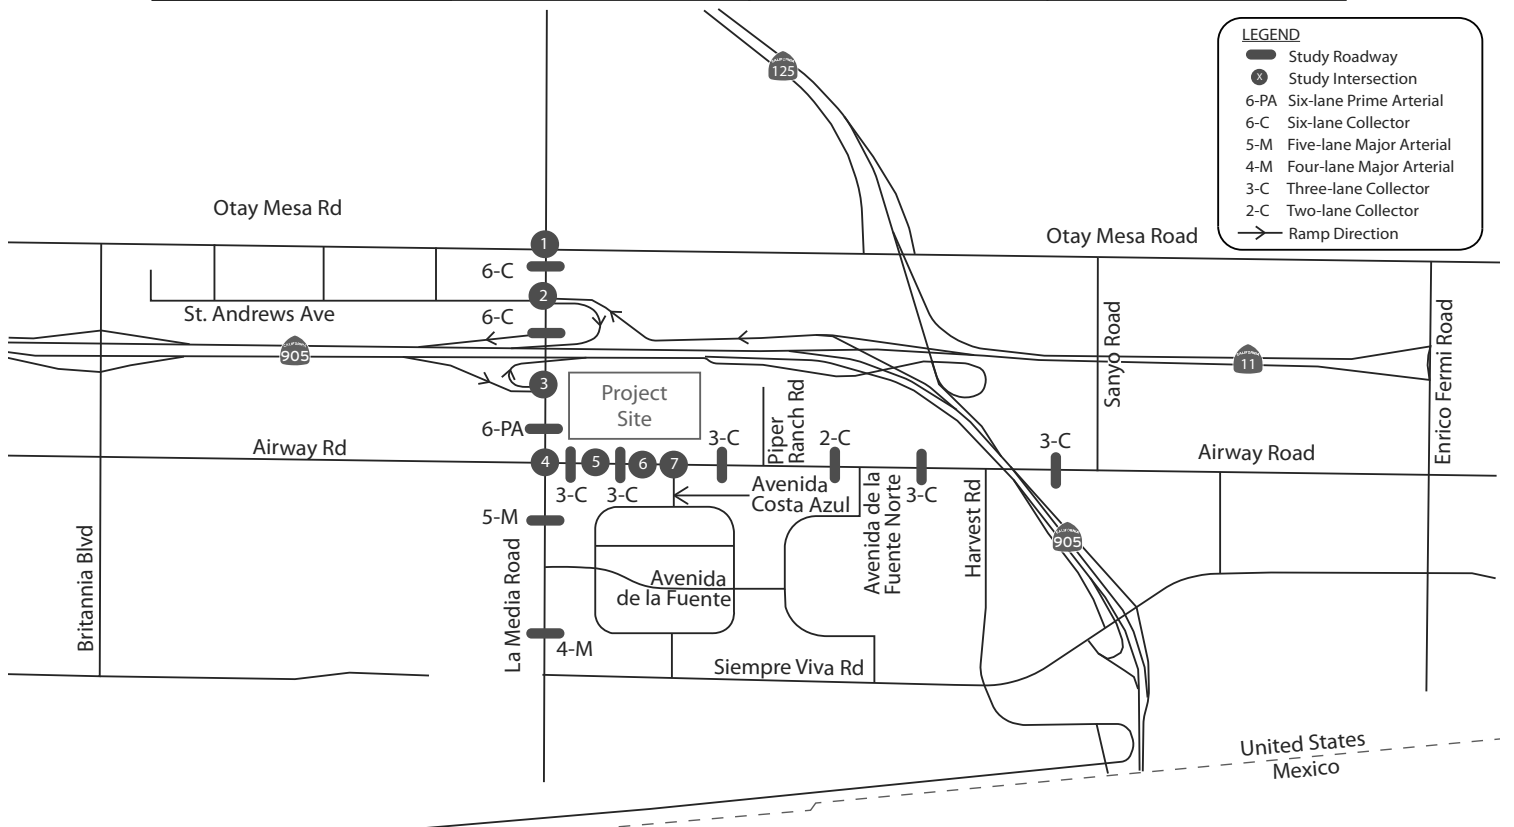 125
LEGEND
Study Roadway
X Study Intersection
6-PA Six-lane Prime Arterial
6-C Six-lane Collector
5-M Five-lane Major Arterial
4-M Four-lane Major Arterial
3-C Three-lane Collector
2-C Two-lane Collector
Ramp Direction
Otay Mesa Rd
Otay Mesa Road
1
6-C
2
St. Andrews Ave
6-C
905
11
Sanyo Road
Enrico Fermi Road
3
Project
Site
Piper
Ranch Rd
6-PA
Airway Rd
3-C
2-C
3-C
Airway Road
4
5
6
7
3-C
3-C
3-C
Avenida
Costa Azul
5-M
Avenida de la
Fuente Norte
Harvest Rd
905
Britannia Blvd
La Media Road
Avenida
de la Fuente
4-M
Siempre Viva Rd
United States
Mexico